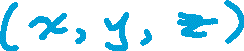 (x, y, z)